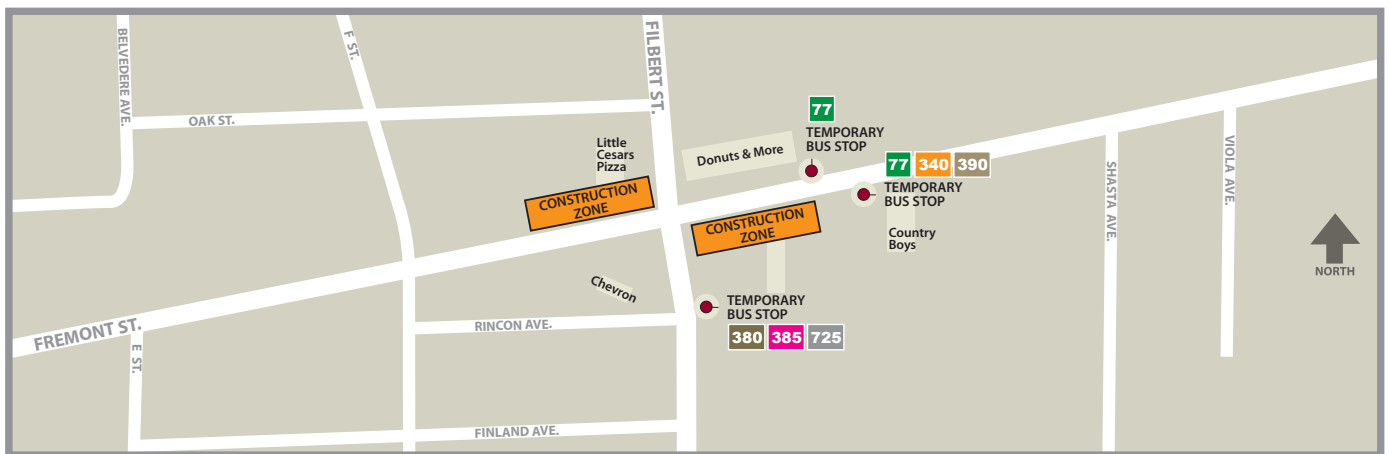 BELVEDERE AVE.
F ST.
FILBERT ST.
OAK ST.
Little
Cesars
Pizza
Donuts & More
77
TEMPORARY
BUS STOP
77 340 390
TEMPORARY
BUS STOP
CONSTRUCTION
ZONE
CONSTRUCTION
ZONE
Country
Boys
SHASTA AVE.
VIOLA AVE.
NORTH
Chevron
TEMPORARY
BUS STOP
380 385 725
FREMONT ST.
E ST.
RINCON AVE.
FINLAND AVE.